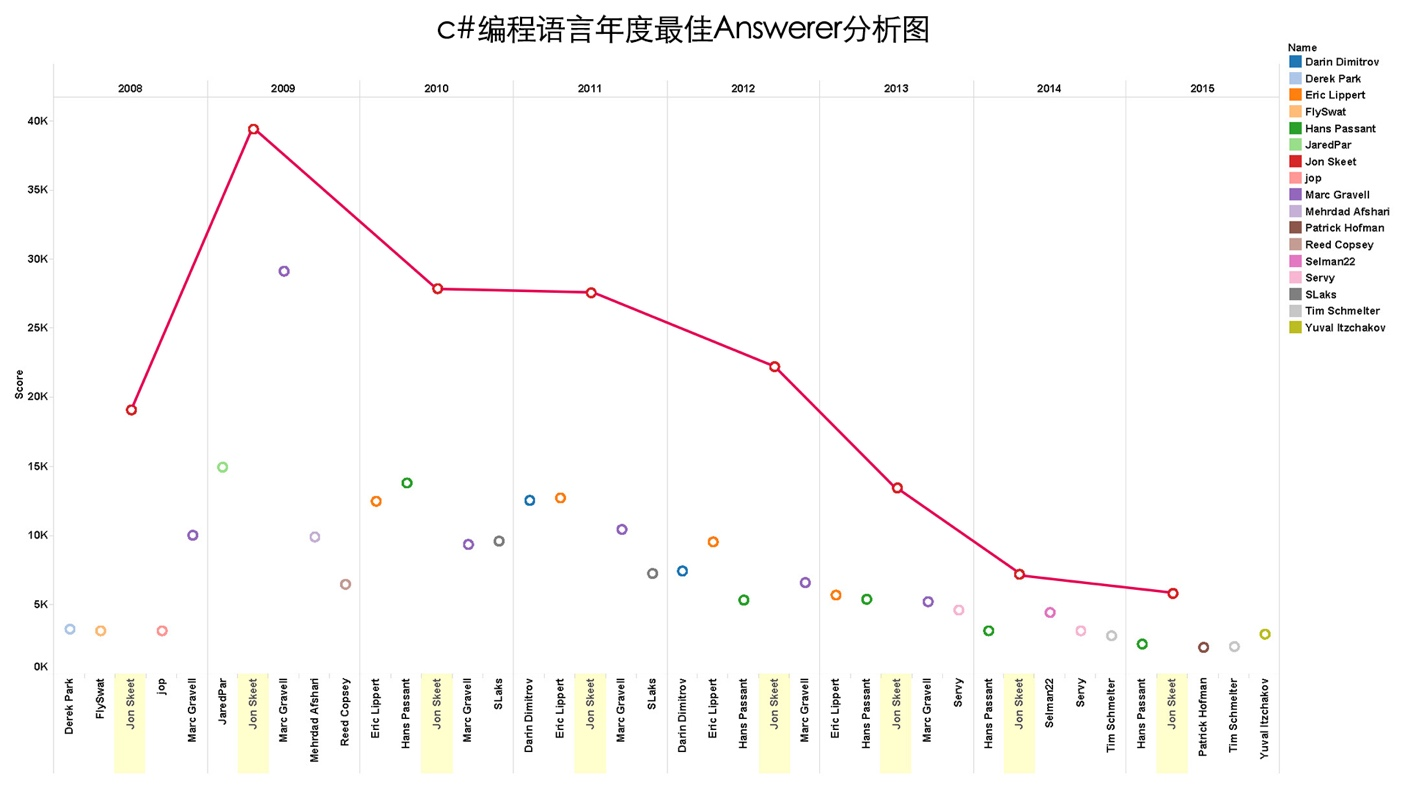 c#编程语言年度最佳Answerer分析图
Name
Darin Dimitrov
Derek Park
Eric Lippert
FlySwat
Hans Passant
JaredPar
Jon Skeet
jop
Marc Gravell
Mehrdad Afshari
Patrick Hofman
Reed Copsey
Selman22
Servy
SLaks
Tim Schmelter
Yuval Itzchakov
2008 2009 2010 2011 2012 2013 2014 2015
40K
35K
30K
25K
20K
15K
10K
5K
0K
Score
Derek Park
FlySwat
Jon Skeet
jop
Marc Gravell
JaredPar
Jon Skeet
Marc Gravell
Mehrdad Afshari
Reed Copsey
Eric Lippert
Hans Passant
Jon Skeet
Marc Gravell
SLaks
Darin Dimitrov
Eric Lippert
Jon Skeet
Marc Gravell
SLaks
Darin Dimitrov
Eric Lippert
Hans Passant
Jon Skeet
Marc Gravell
Eric Lippert
Hans Passant
Jon Skeet
Marc Gravell
Servy
Hans Passant
Jon Skeet
Selman22
Servy
Tim Schmelter
Hans Passant
Jon Skeet
Patrick Hofman
Tim Schmelter
Yuval Itzchakov